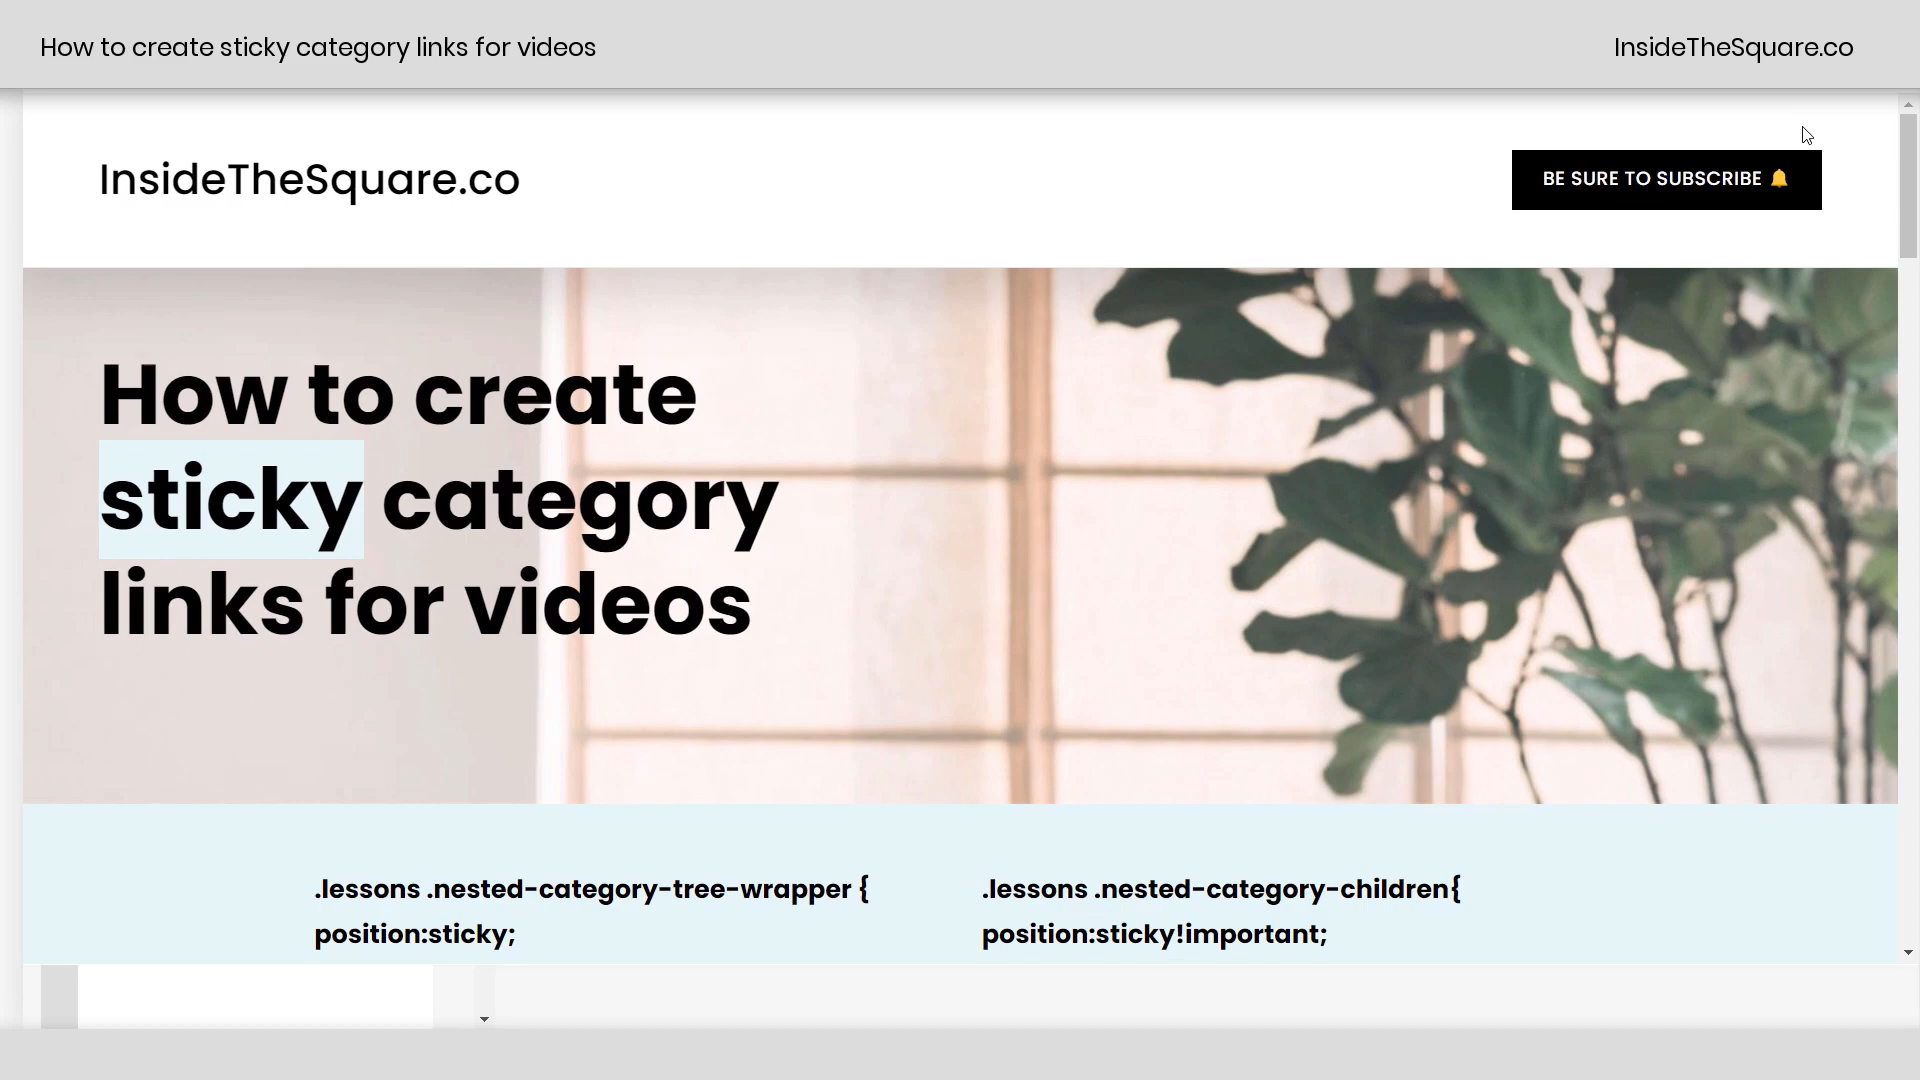 How to create sticky category links for videos
InsideTheSquare.co
InsideTheSquare.co
BE SURE TO SUBSCRIBE 🔔
How to create
sticky category
links for videos
.lessons .nested-category-tree-wrapper {
position:sticky;
.lessons .nested-category-children{
position:sticky!important;